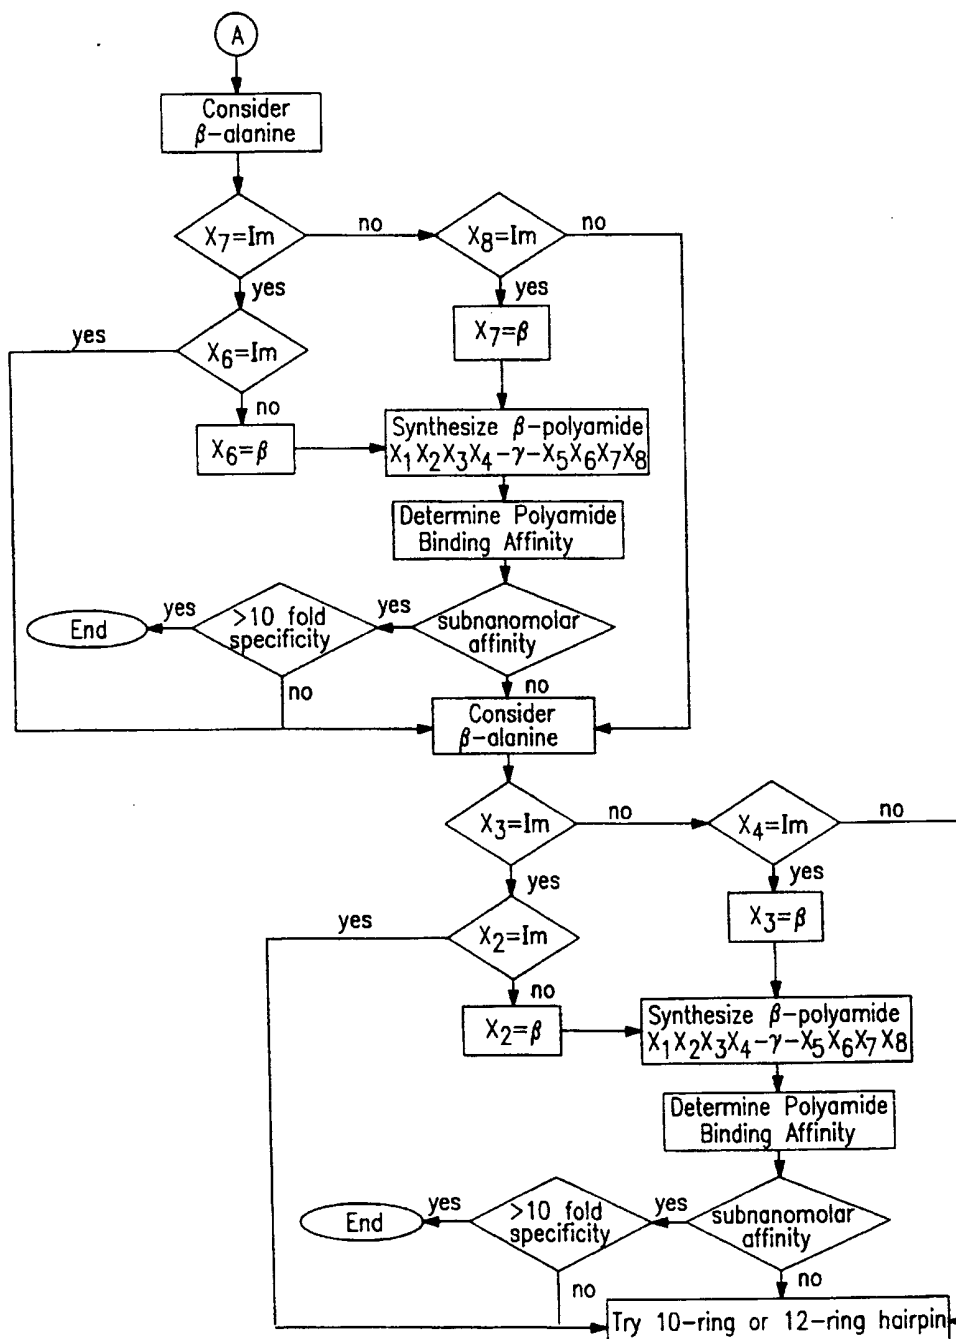 A
Consider
β-alanine
X7=Im
no
X8=Im
no
yes
yes
X7=β
yes
X6=Im
no
X6=β
Synthesize β-polyamide
X1X2X3X4-γ-X5X6X7X8
Determine Polyamide
Binding Affinity
End
yes
>10 fold
specificity
yes
subnanomolar
affinity
no
no
Consider
β-alanine
X3=Im
no
X4=Im
no
yes
yes
X3=β
yes
X2=Im
no
X2=β
Synthesize β-polyamide
X1X2X3X4-γ-X5X6X7X8
Determine Polyamide
Binding Affinity
End
yes
>10 fold
specificity
yes
subnanomolar
affinity
no
no
Try 10-ring or 12-ring hairpin